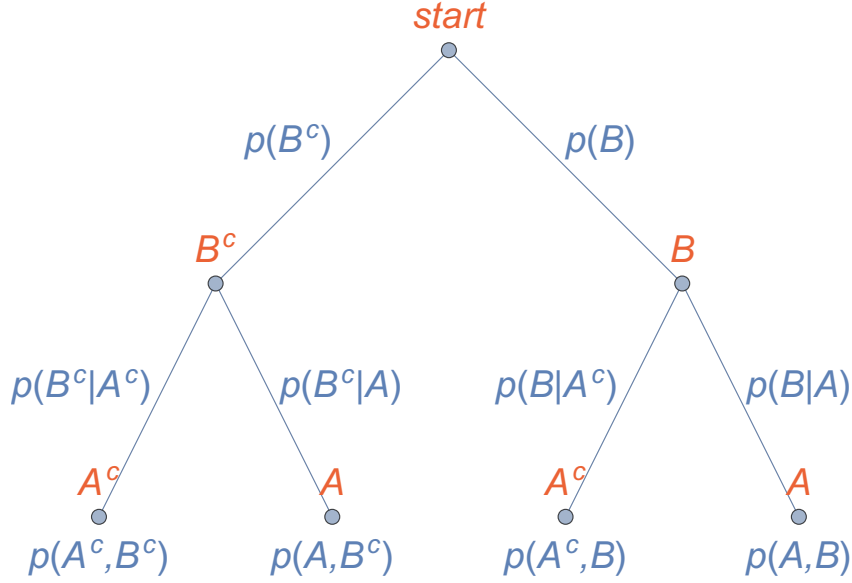 start
p(B^c) p(B)
B^c B
p(B^c|A^c) p(B^c|A) p(B|A^c) p(B|A)
A^c A A^c A
p(A^c,B^c) p(A,B^c) p(A^c,B) p(A,B)